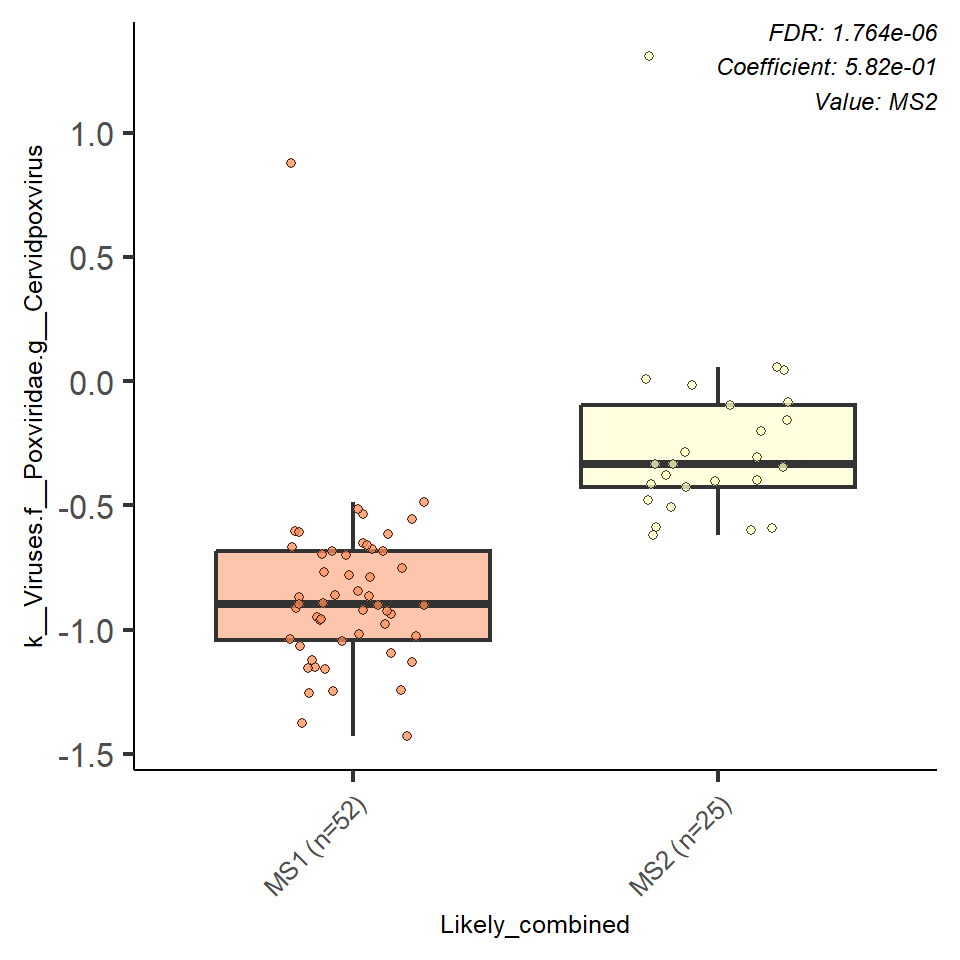 FDR: 1.764e-06
Coefficient: 5.82e-01
Value: MS2
k__Viruses.f__Poxviridae.g__Cervidpoxvirus
1.0
0.5
0.0
-0.5
-1.0
-1.5
MS1 (n=52)
MS2 (n=25)
Likely_combined